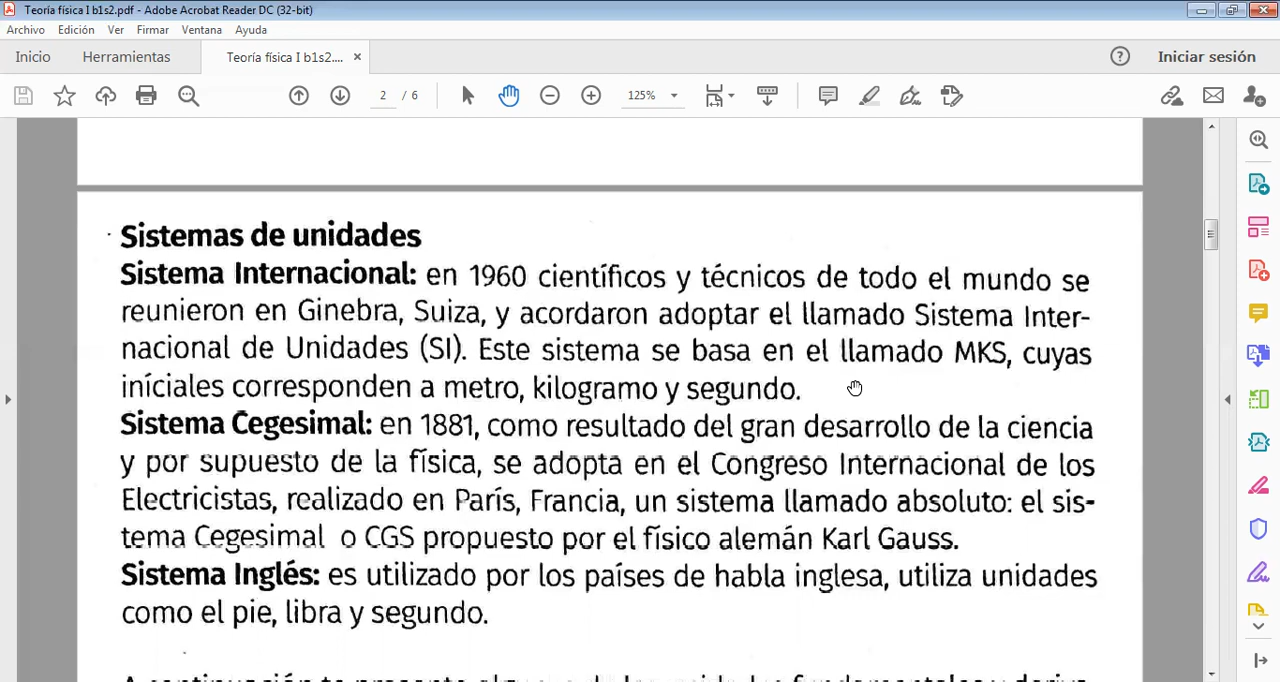 Teoría física I b1s2.pdf - Adobe Acrobat Reader DC (32-bit)
Archivo Edición Ver Firmar Ventana Ayuda
Inicio Herramientas Teoría física I b1s2.... × Iniciar sesión
2 / 6 125%
Sistemas de unidades
Sistema Internacional: en 1960 científicos y técnicos de todo el mundo se
reunieron en Ginebra, Suiza, y acordaron adoptar el llamado Sistema Inter-
nacional de Unidades (SI). Este sistema se basa en el llamado MKS, cuyas
iníciales corresponden a metro, kilogramo y segundo.
Sistema Cegesimal: en 1881, como resultado del gran desarrollo de la ciencia
y por supuesto de la física, se adopta en el Congreso Internacional de los
Electricistas, realizado en París, Francia, un sistema llamado absoluto: el sis-
tema Cegesimal o CGS propuesto por el físico alemán Karl Gauss.
Sistema Inglés: es utilizado por los países de habla inglesa, utiliza unidades
como el pie, libra y segundo.
A continuación te presento